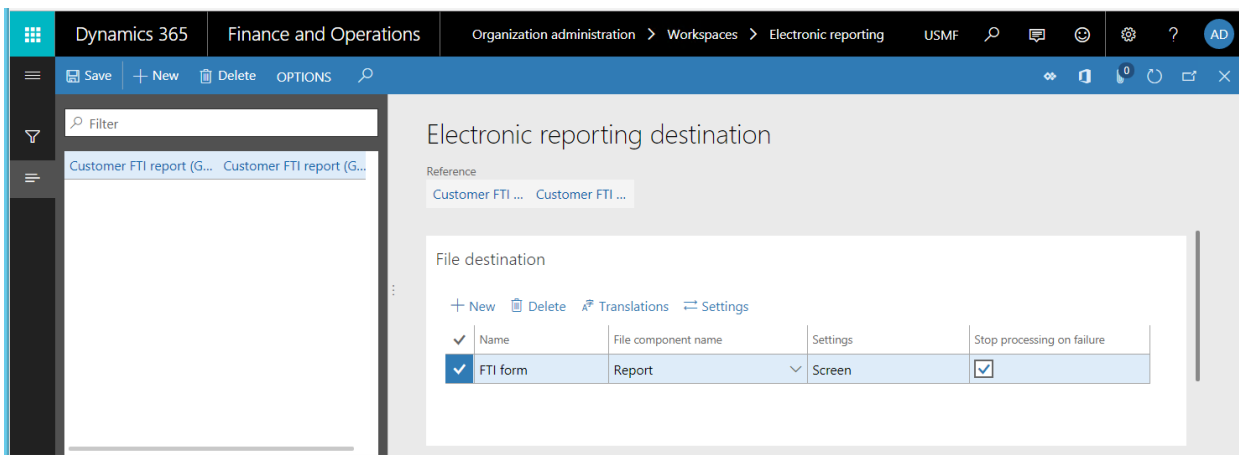 Dynamics 365 Finance and Operations Organization administration > Workspaces > Electronic reporting USMF ? AD
Save + New Delete OPTIONS 0
Filter
Customer FTI report (G... Customer FTI report (G...
Electronic reporting destination
Reference
Customer FTI ... Customer FTI ...
File destination
+ New Delete Translations Settings
Name File component name Settings Stop processing on failure
FTI form Report Screen